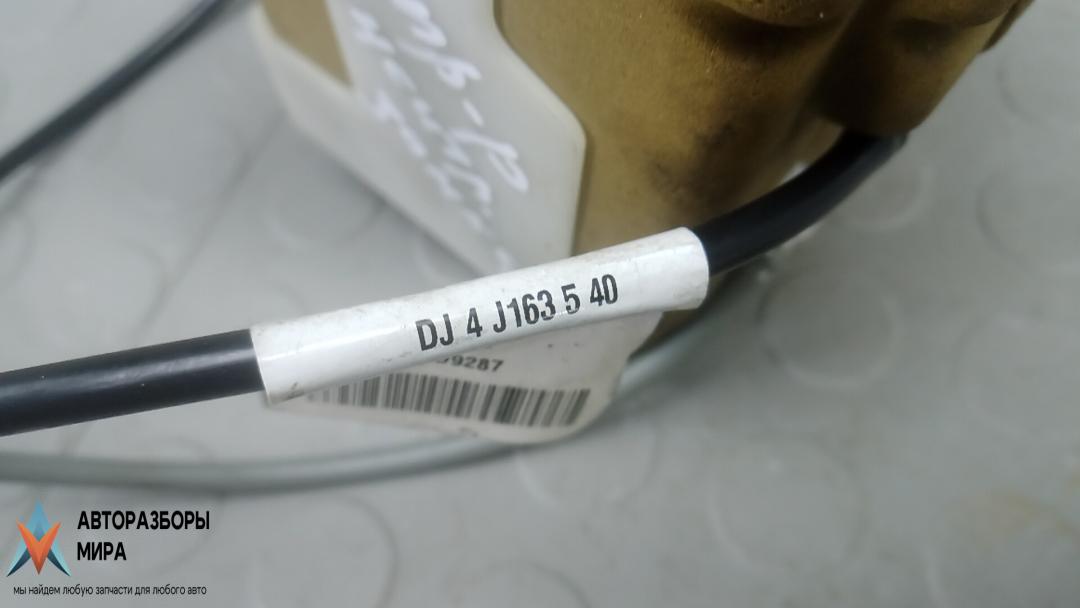 DJ 4 J163 5 40
9287
АВТОРАЗБОРЫ
МИРА
мы найдем любую запчасти для любого авто